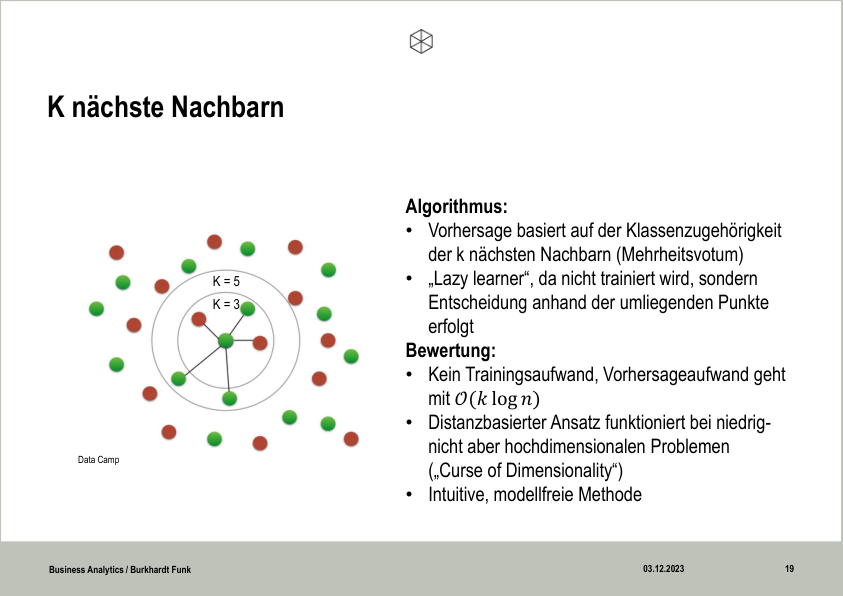 K nächste Nachbarn
K = 5
K = 3
Data Camp
Algorithmus:
• Vorhersage basiert auf der Klassenzugehörigkeit
der k nächsten Nachbarn (Mehrheitsvotum)
• „Lazy learner“, da nicht trainiert wird, sondern
Entscheidung anhand der umliegenden Punkte
erfolgt
Bewertung:
• Kein Trainingsaufwand, Vorhersageaufwand geht
mit 𝒪(k log n)
• Distanzbasierter Ansatz funktioniert bei niedrig-
nicht aber hochdimensionalen Problemen
(„Curse of Dimensionality“)
• Intuitive, modellfreie Methode
Business Analytics / Burkhardt Funk
03.12.2023
19